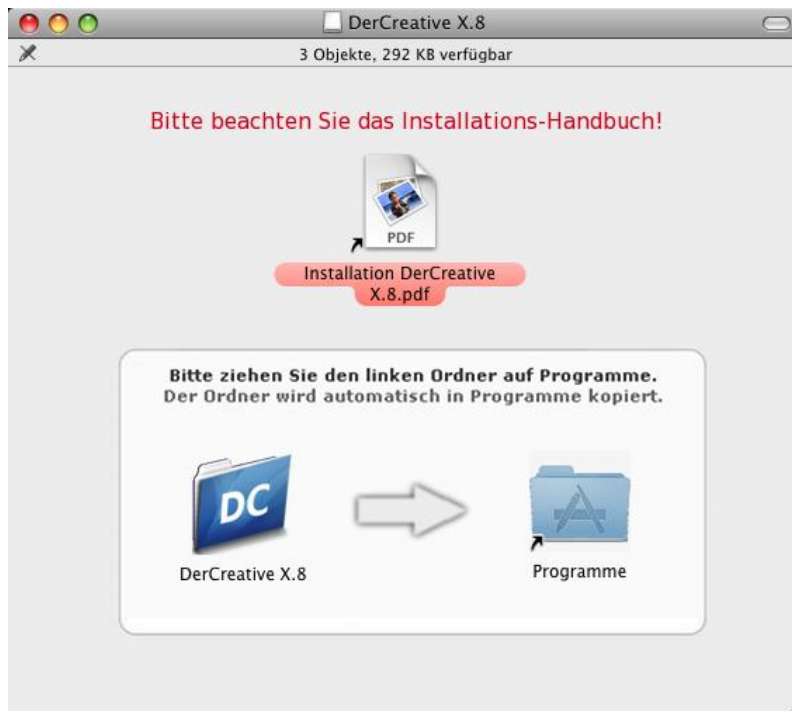 DerCreative X.8
3 Objekte, 292 KB verfügbar
Bitte beachten Sie das Installations-Handbuch!
PDF
Installation DerCreative
X.8.pdf
Bitte ziehen Sie den linken Ordner auf Programme.
Der Ordner wird automatisch in Programme kopiert.
DC
DerCreative X.8
Programme